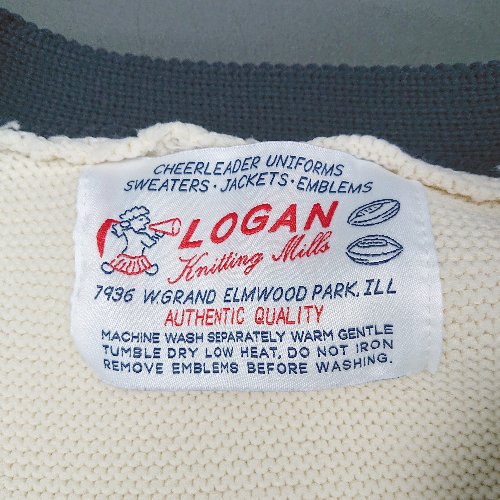 CHEERLEADER UNIFORMS
SWEATERS · JACKETS · EMBLEMS
LOGAN
Knitting Mills
7936 W. GRAND ELMWOOD PARK, ILL
AUTHENTIC QUALITY
MACHINE WASH SEPARATELY WARM GENTLE
TUMBLE DRY LOW HEAT, DO NOT IRON
REMOVE EMBLEMS BEFORE WASHING.